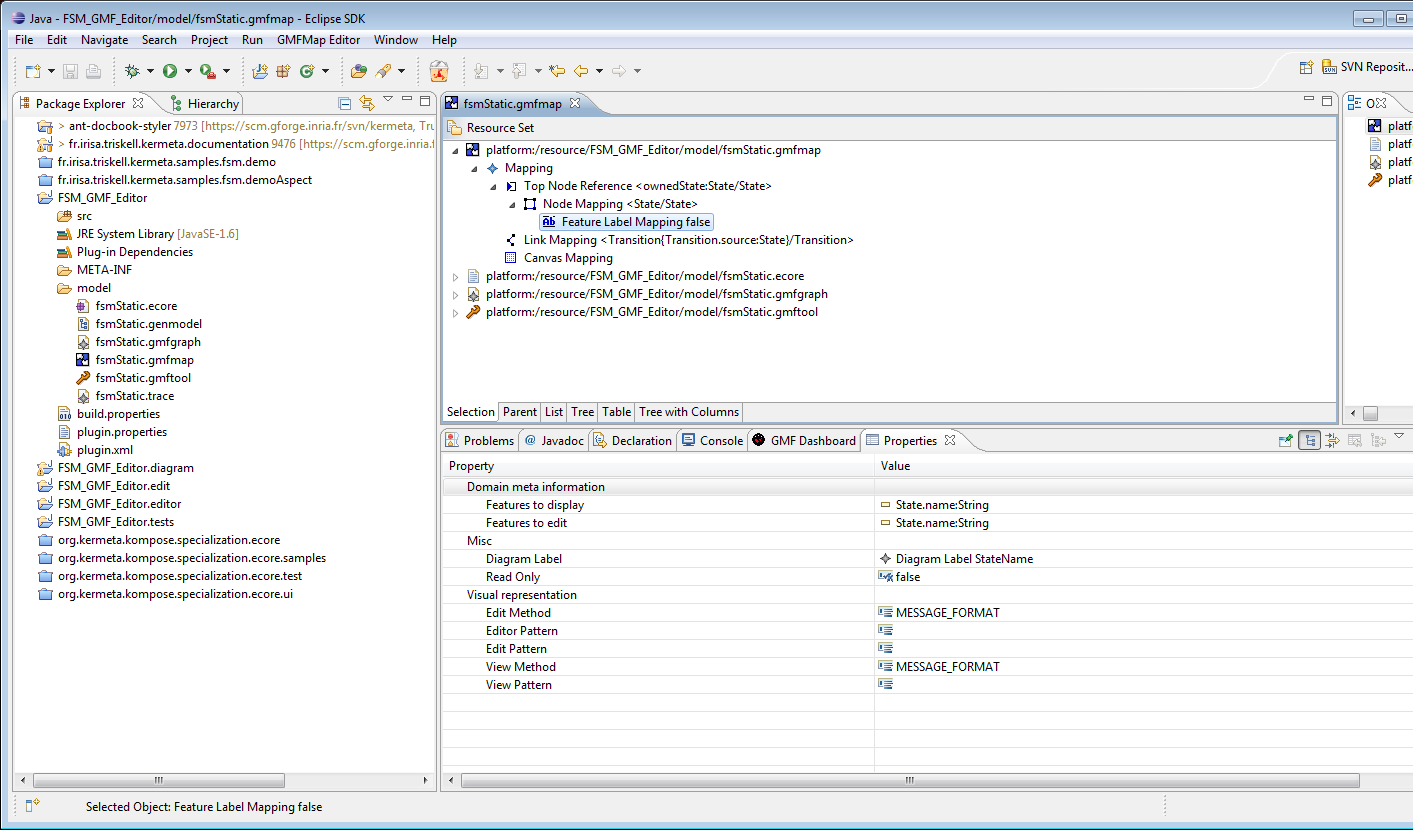 Java - FSM_GMF_Editor/model/fsmStatic.gmfmap - Eclipse SDK
File Edit Navigate Search Project Run GMFMap Editor Window Help
SVN Reposit...
Package Explorer Hierarchy
> ant-docbook-styler 7973 [https://scm.gforge.inria.fr/svn/kermeta, Tru
> fr.irisa.triskell.kermeta.documentation 9476 [https://scm.gforge.inria.f
fr.irisa.triskell.kermeta.samples.fsm.demo
fr.irisa.triskell.kermeta.samples.fsm.demoAspect
FSM_GMF_Editor
src
JRE System Library [JavaSE-1.6]
Plug-in Dependencies
META-INF
model
fsmStatic.ecore
fsmStatic.genmodel
fsmStatic.gmfgraph
fsmStatic.gmfmap
fsmStatic.gmftool
fsmStatic.trace
build.properties
plugin.properties
plugin.xml
FSM_GMF_Editor.diagram
FSM_GMF_Editor.edit
FSM_GMF_Editor.editor
FSM_GMF_Editor.tests
org.kermeta.kompose.specialization.ecore
org.kermeta.kompose.specialization.ecore.samples
org.kermeta.kompose.specialization.ecore.test
org.kermeta.kompose.specialization.ecore.ui
fsmStatic.gmfmap
Resource Set
platform:/resource/FSM_GMF_Editor/model/fsmStatic.gmfmap
Mapping
Top Node Reference <ownedState:State/State>
Node Mapping <State/State>
Feature Label Mapping false
Link Mapping <Transition{Transition.source:State}/Transition>
Canvas Mapping
platform:/resource/FSM_GMF_Editor/model/fsmStatic.ecore
platform:/resource/FSM_GMF_Editor/model/fsmStatic.gmfgraph
platform:/resource/FSM_GMF_Editor/model/fsmStatic.gmftool
Selection Parent List Tree Table Tree with Columns
O
platf
platf
platf
platf
Problems @ Javadoc Declaration Console GMF Dashboard Properties
Property Value
Domain meta information
Features to display State.name:String
Features to edit State.name:String
Misc
Diagram Label Diagram Label StateName
Read Only false
Visual representation
Edit Method MESSAGE_FORMAT
Editor Pattern
Edit Pattern
View Method MESSAGE_FORMAT
View Pattern
Selected Object: Feature Label Mapping false